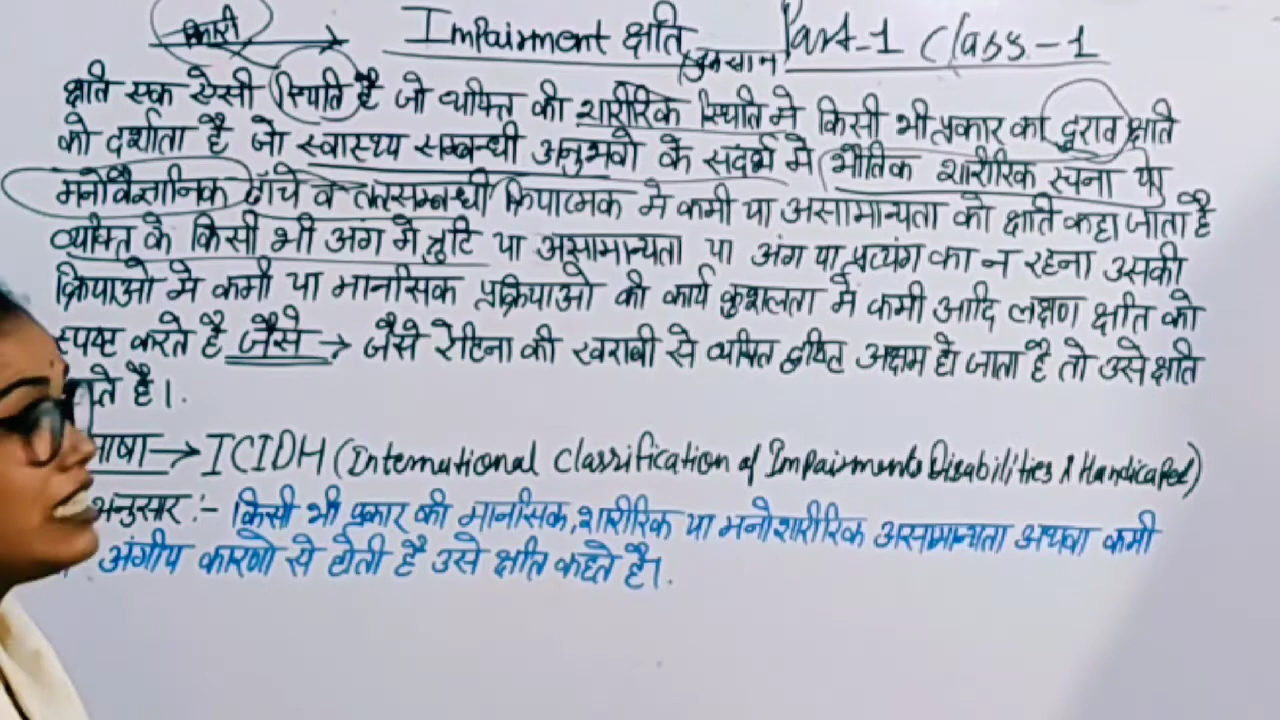 Impairment क्षति Part-1 Class-1
नुकसान
क्षति एक ऐसी स्थिति है जो व्यक्ति की शारीरिक स्थिति मे किसी भी प्रकार का दुराव क्षति
को दर्शाता है जो स्वास्थ्य सम्बन्धी अनुभवो के संदर्भ मे भौतिक शारीरिक रचना या
मनोवैज्ञानिक ढाँचे व तत्सम्बन्धी क्रियात्मक मे कमी या असामान्यता को क्षति कहा जाता है
व्यक्ति के किसी भी अंग मे त्रुटि या असामान्यता या अंग या प्रत्यंग का न रहना उसकी
क्रियाओ मे कमी या मानसिक प्रक्रियाओ की कार्य कुशलता मे कमी आदि लक्षण क्षति को
स्पष्ट करते है जैसे → जैसे रेटिना की खराबी से व्यक्ति दृष्टि अक्षम हो जाता है तो उसे क्षति
ते है।
भाषा → ICIDH (International Classification of Impairments Disabilities & Handicaped)
अनुसार :- किसी भी प्रकार की मानसिक, शारीरिक या मनोशारीरिक असामान्यता अथवा कमी
अंगीय कारणो से होती है उसे क्षति कहते है।